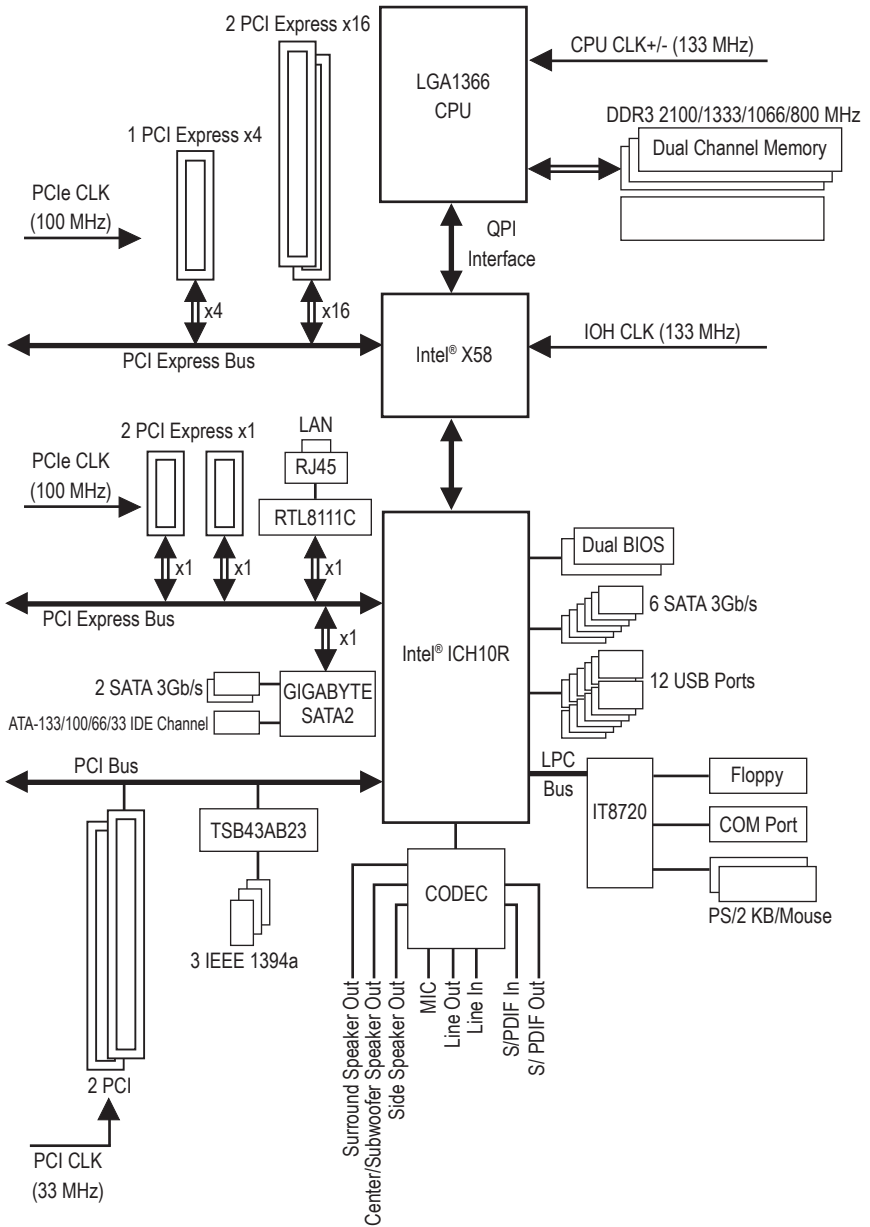 2 PCI Express x16
CPU CLK+/- (133 MHz)
LGA1366
CPU
DDR3 2100/1333/1066/800 MHz
1 PCI Express x4
Dual Channel Memory
PCIe CLK
(100 MHz)
QPI
Interface
x4
x16
IOH CLK (133 MHz)
PCI Express Bus
Intel® X58
2 PCI Express x1
LAN
RJ45
PCIe CLK
(100 MHz)
RTL8111C
Dual BIOS
x1
x1
x1
6 SATA 3Gb/s
PCI Express Bus
x1
Intel® ICH10R
2 SATA 3Gb/s
GIGABYTE
SATA2
12 USB Ports
ATA-133/100/66/33 IDE Channel
PCI Bus
LPC
Bus
Floppy
IT8720
TSB43AB23
COM Port
CODEC
PS/2 KB/Mouse
3 IEEE 1394a
Surround Speaker Out
Center/Subwoofer Speaker Out
Side Speaker Out
MIC
Line Out
Line In
S/PDIF In
S/ PDIF Out
2 PCI
PCI CLK
(33 MHz)